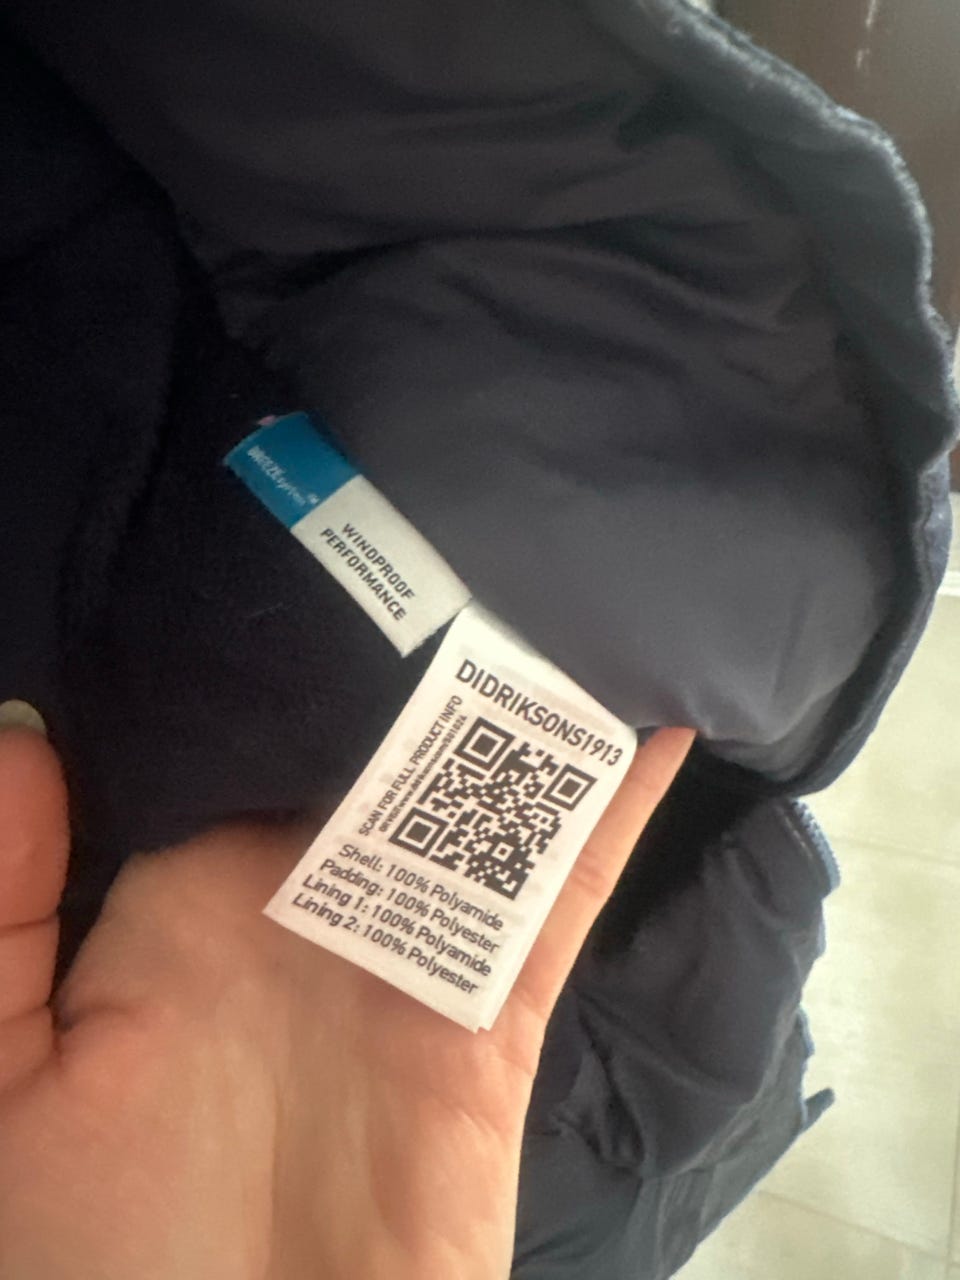 BREEZEsystem™
WINDPROOF
PERFORMANCE
DIDRIKSONS1913
SCAN FOR FULL PRODUCT INFO
Shell: 100% Polyamide
Padding: 100% Polyester
Lining 1: 100% Polyamide
Lining 2: 100% Polyester